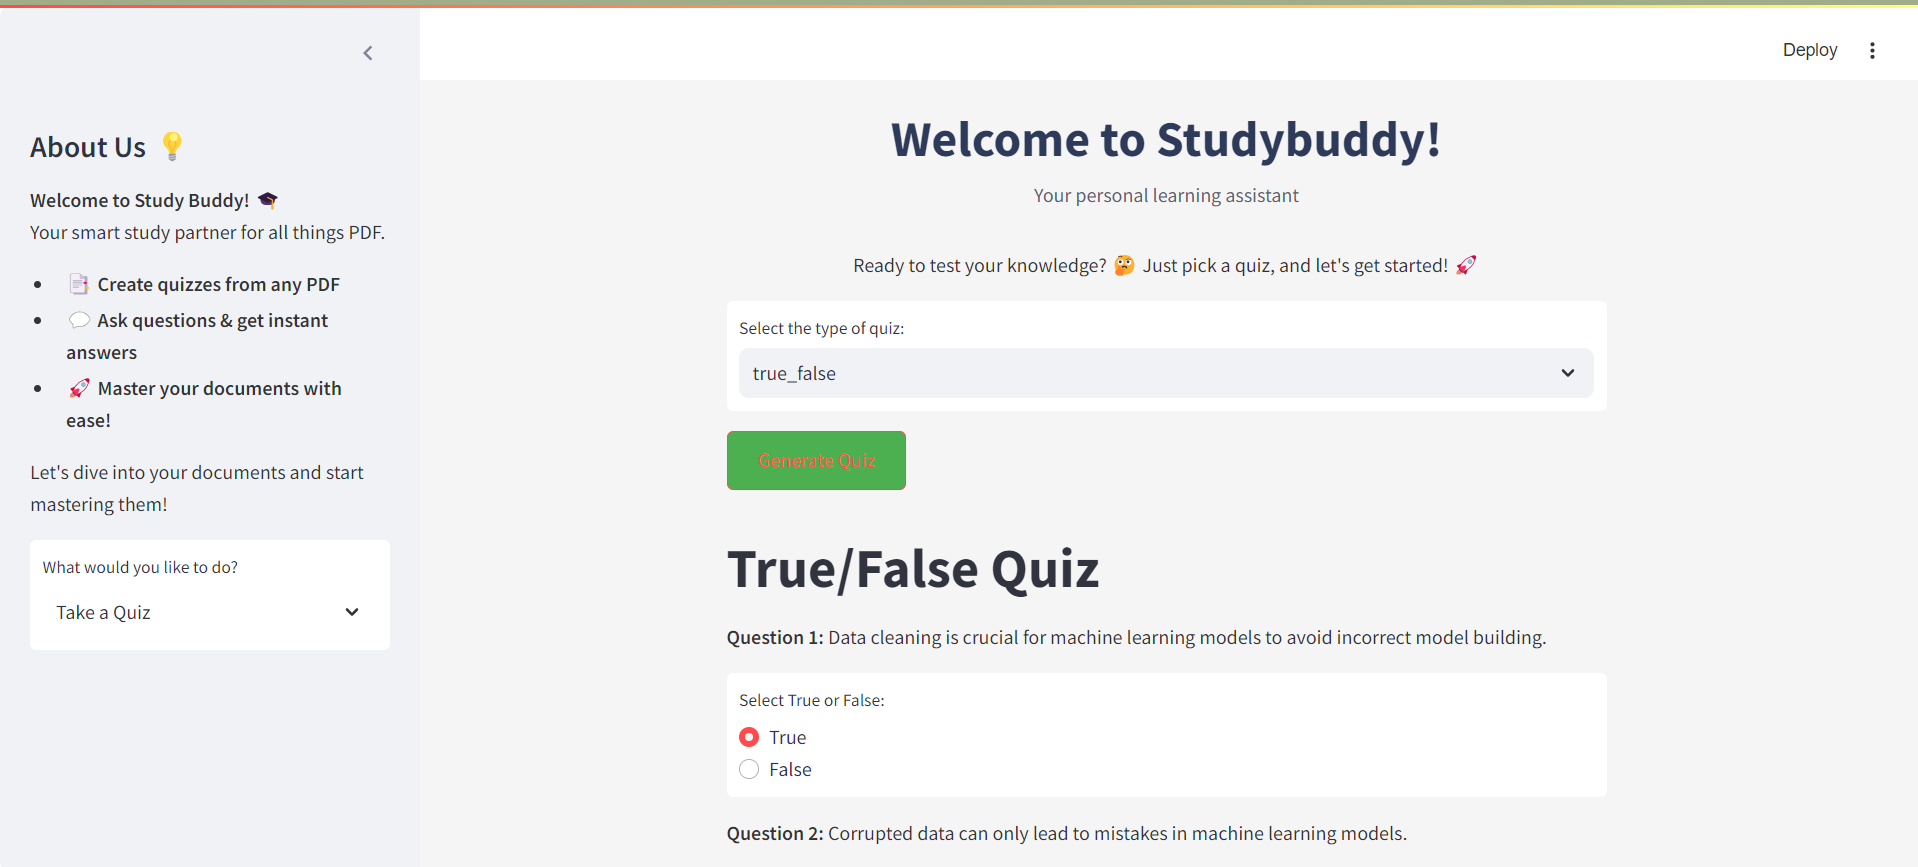 Deploy
About Us 💡
Welcome to Study Buddy! 🎓
Your smart study partner for all things PDF.
📑 Create quizzes from any PDF
💬 Ask questions & get instant
answers
🚀 Master your documents with
ease!
Let's dive into your documents and start
mastering them!
What would you like to do?
Take a Quiz
Welcome to Studybuddy!
Your personal learning assistant
Ready to test your knowledge? 🤔 Just pick a quiz, and let's get started! 🚀
Select the type of quiz:
true_false
Generate Quiz
True/False Quiz
Question 1: Data cleaning is crucial for machine learning models to avoid incorrect model building.
Select True or False:
True
False
Question 2: Corrupted data can only lead to mistakes in machine learning models.